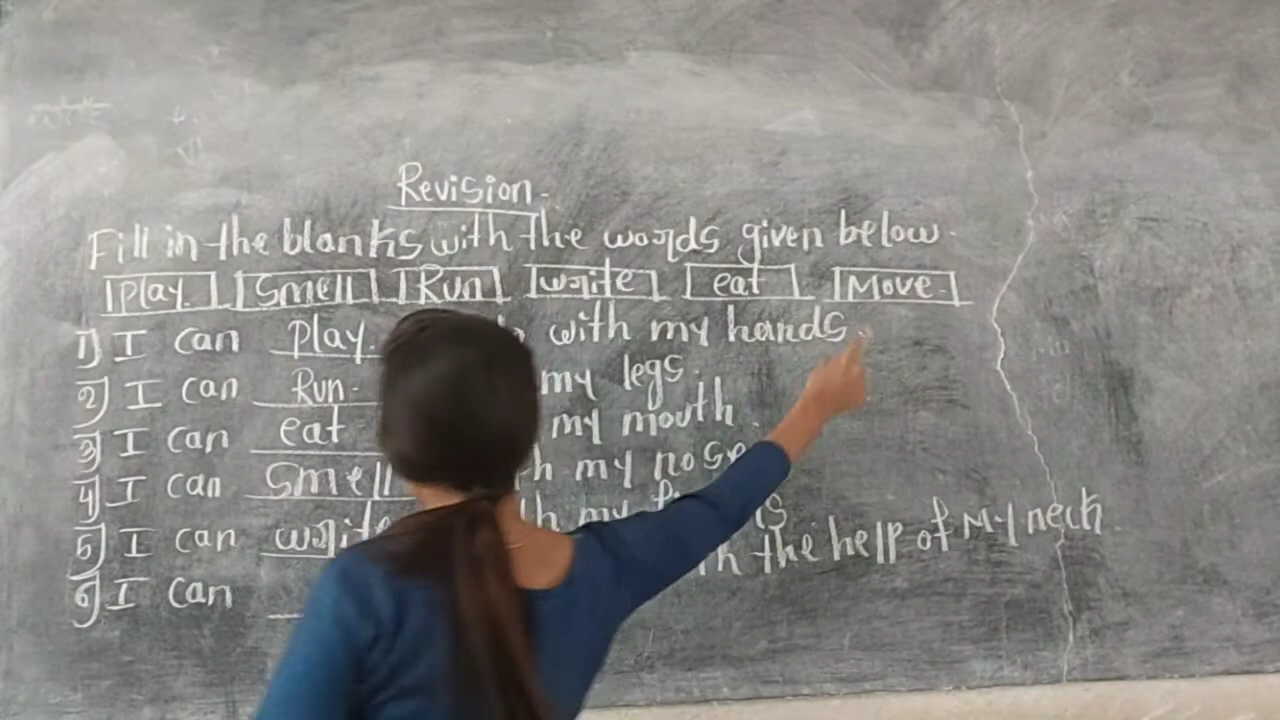 Revision-
Fill in the blanks with the words given below.
Play. Smell Run write eat Move.
1) I can Play. with my hands.
2) I can Run- my legs.
3) I can eat my mouth.
4) I can Smell my nose
5) I can write my
6) I can the help of My neck.